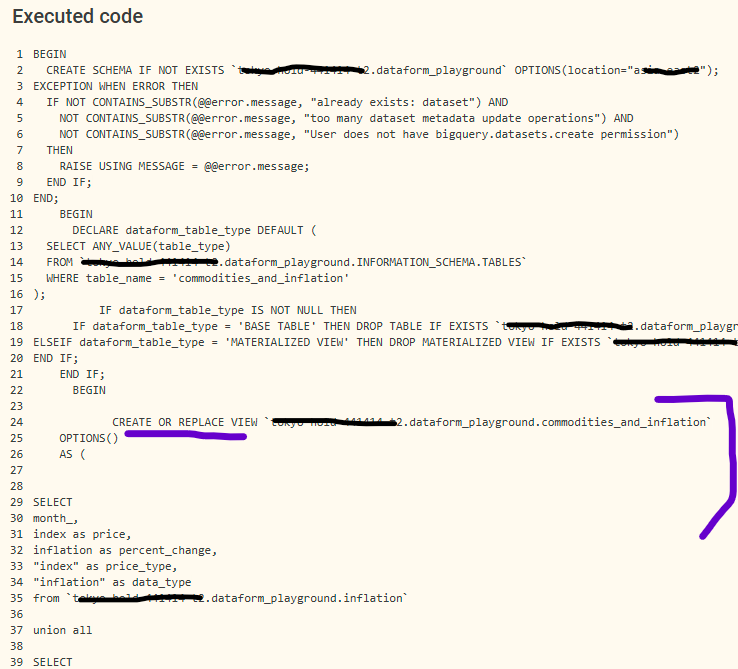 Executed code
1 BEGIN
2 CREATE SCHEMA IF NOT EXISTS `2.dataform_playground` OPTIONS(location="");
3 EXCEPTION WHEN ERROR THEN
4 IF NOT CONTAINS_SUBSTR(@@error.message, "already exists: dataset") AND
5 NOT CONTAINS_SUBSTR(@@error.message, "too many dataset metadata update operations") AND
6 NOT CONTAINS_SUBSTR(@@error.message, "User does not have bigquery.datasets.create permission")
7 THEN
8 RAISE USING MESSAGE = @@error.message;
9 END IF;
10 END;
11 BEGIN
12 DECLARE dataform_table_type DEFAULT (
13 SELECT ANY_VALUE(table_type)
14 FROM `.dataform_playground.INFORMATION_SCHEMA.TABLES`
15 WHERE table_name = 'commodities_and_inflation'
16 );
17 IF dataform_table_type IS NOT NULL THEN
18 IF dataform_table_type = 'BASE TABLE' THEN DROP TABLE IF EXISTS `.dataform_playgr
19 ELSEIF dataform_table_type = 'MATERIALIZED VIEW' THEN DROP MATERIALIZED VIEW IF EXISTS `
20 END IF;
21 END IF;
22 BEGIN
23
24 CREATE OR REPLACE VIEW `2.dataform_playground.commodities_and_inflation`
25 OPTIONS()
26 AS (
27
28
29 SELECT
30 month_,
31 index as price,
32 inflation as percent_change,
33 "index" as price_type,
34 "inflation" as data_type
35 from `2.dataform_playground.inflation`
36
37 union all
38
39 SELECT